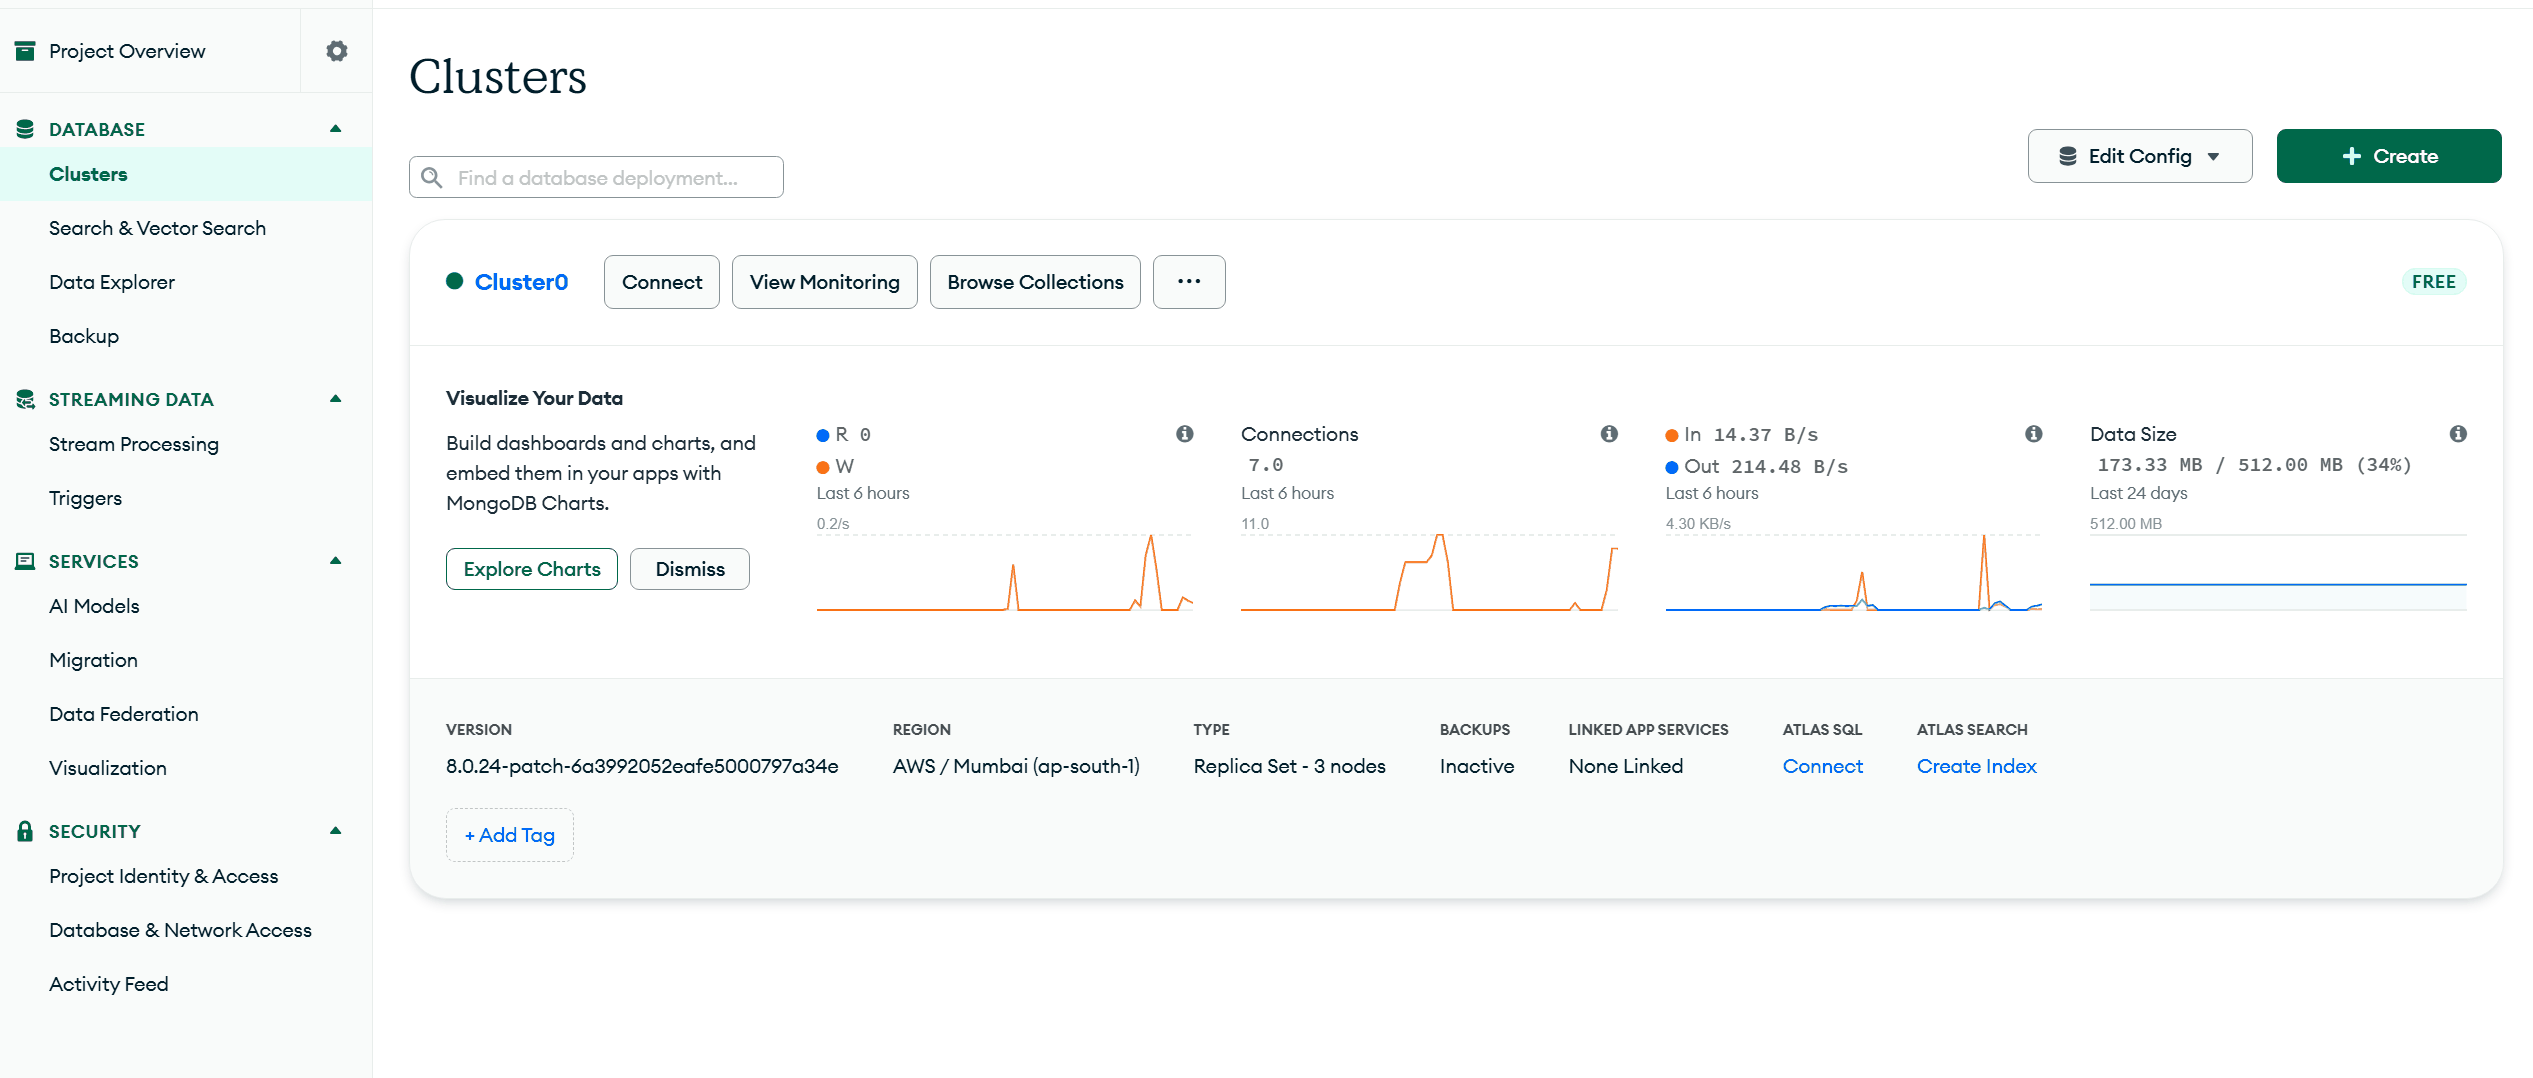 Project Overview
DATABASE
Clusters
Search & Vector Search
Data Explorer
Backup
STREAMING DATA
Stream Processing
Triggers
SERVICES
AI Models
Migration
Data Federation
Visualization
SECURITY
Project Identity & Access
Database & Network Access
Activity Feed
Clusters
Find a database deployment...
Edit Config
+ Create
Cluster0
Connect
View Monitoring
Browse Collections
...
FREE
Visualize Your Data
Build dashboards and charts, and
embed them in your apps with
MongoDB Charts.
Explore Charts
Dismiss
R 0
W
Last 6 hours
0.2/s
Connections
7.0
Last 6 hours
11.0
In 14.37 B/s
Out 214.48 B/s
Last 6 hours
4.30 KB/s
Data Size
173.33 MB / 512.00 MB (34%)
Last 24 days
512.00 MB
VERSION
8.0.24-patch-6a3992052eafe5000797a34e
REGION
AWS / Mumbai (ap-south-1)
TYPE
Replica Set - 3 nodes
BACKUPS
Inactive
LINKED APP SERVICES
None Linked
ATLAS SQL
Connect
ATLAS SEARCH
Create Index
+ Add Tag